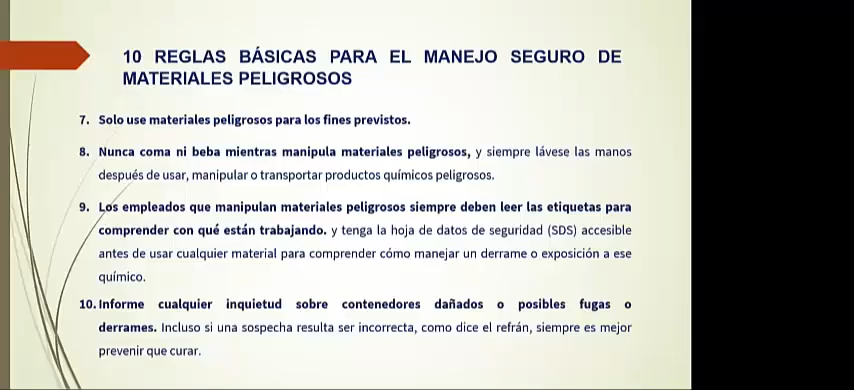 10 REGLAS BÁSICAS PARA EL MANEJO SEGURO DE
MATERIALES PELIGROSOS
7. Solo use materiales peligrosos para los fines previstos.
8. Nunca coma ni beba mientras manipula materiales peligrosos, y siempre lávese las manos
después de usar, manipular o transportar productos químicos peligrosos.
9. Los empleados que manipulan materiales peligrosos siempre deben leer las etiquetas para
comprender con qué están trabajando. y tenga la hoja de datos de seguridad (SDS) accesible
antes de usar cualquier material para comprender cómo manejar un derrame o exposición a ese
químico.
10. Informe cualquier inquietud sobre contenedores dañados o posibles fugas o
derrames. Incluso si una sospecha resulta ser incorrecta, como dice el refrán, siempre es mejor
prevenir que curar.